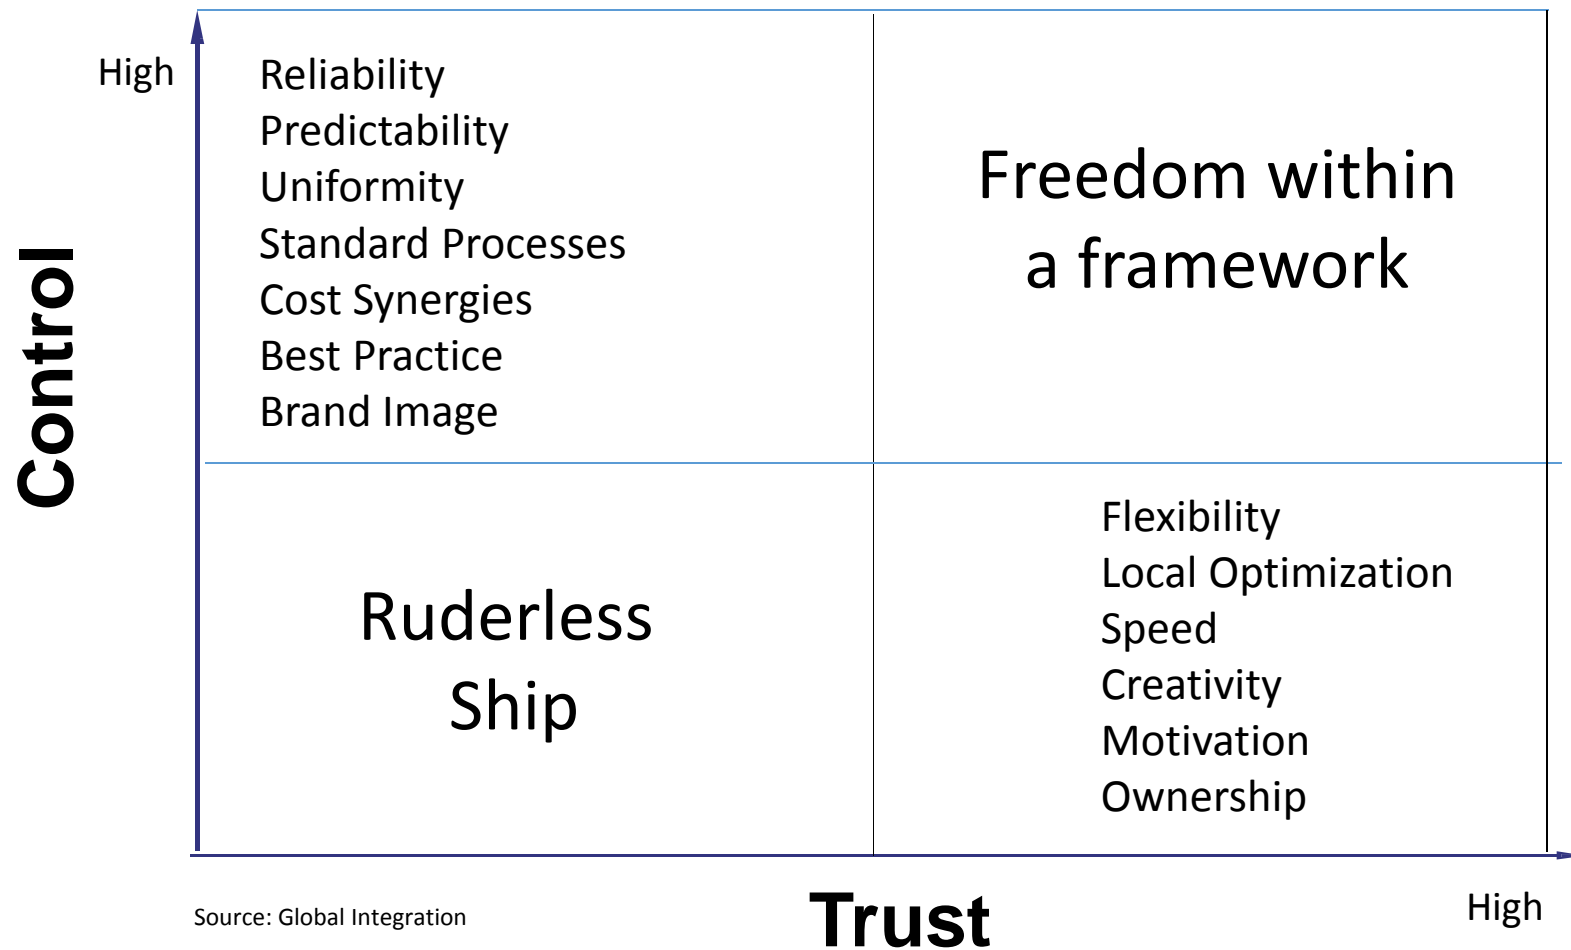 High
Reliability
Predictability
Uniformity
Standard Processes
Cost Synergies
Best Practice
Brand Image
Freedom within
a framework
Control
Ruderless
Ship
Flexibility
Local Optimization
Speed
Creativity
Motivation
Ownership
Source: Global Integration
Trust
High